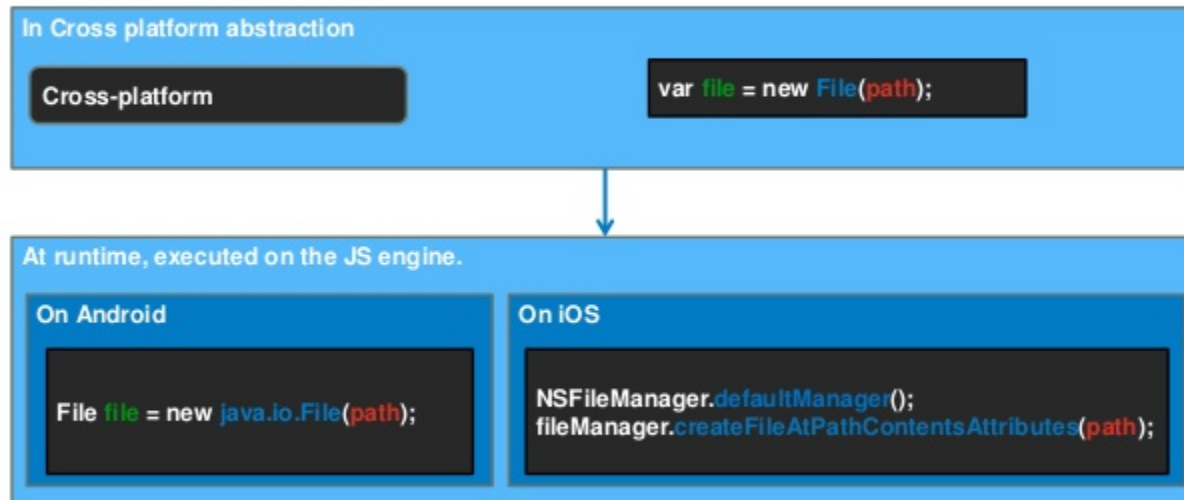 In Cross platform abstraction
Cross-platform
var file = new File(path);
At runtime, executed on the JS engine.
On Android
File file = new java.io.File(path);
On iOS
NSFileManager.defaultManager();
fileManager.createFileAtPathContentsAttributes(path);